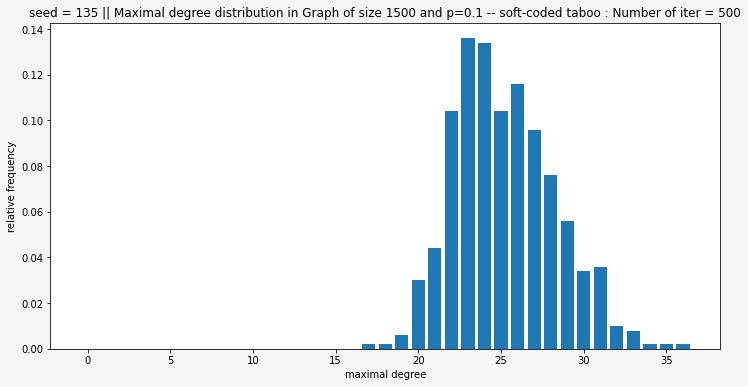 seed = 135 || Maximal degree distribution in Graph of size 1500 and p=0.1 -- soft-coded taboo : Number of iter = 500
0.14
0.12
0.10
0.08
0.06
0.04
0.02
0.00
relative frequency
0 5 10 15 20 25 30 35
maximal degree